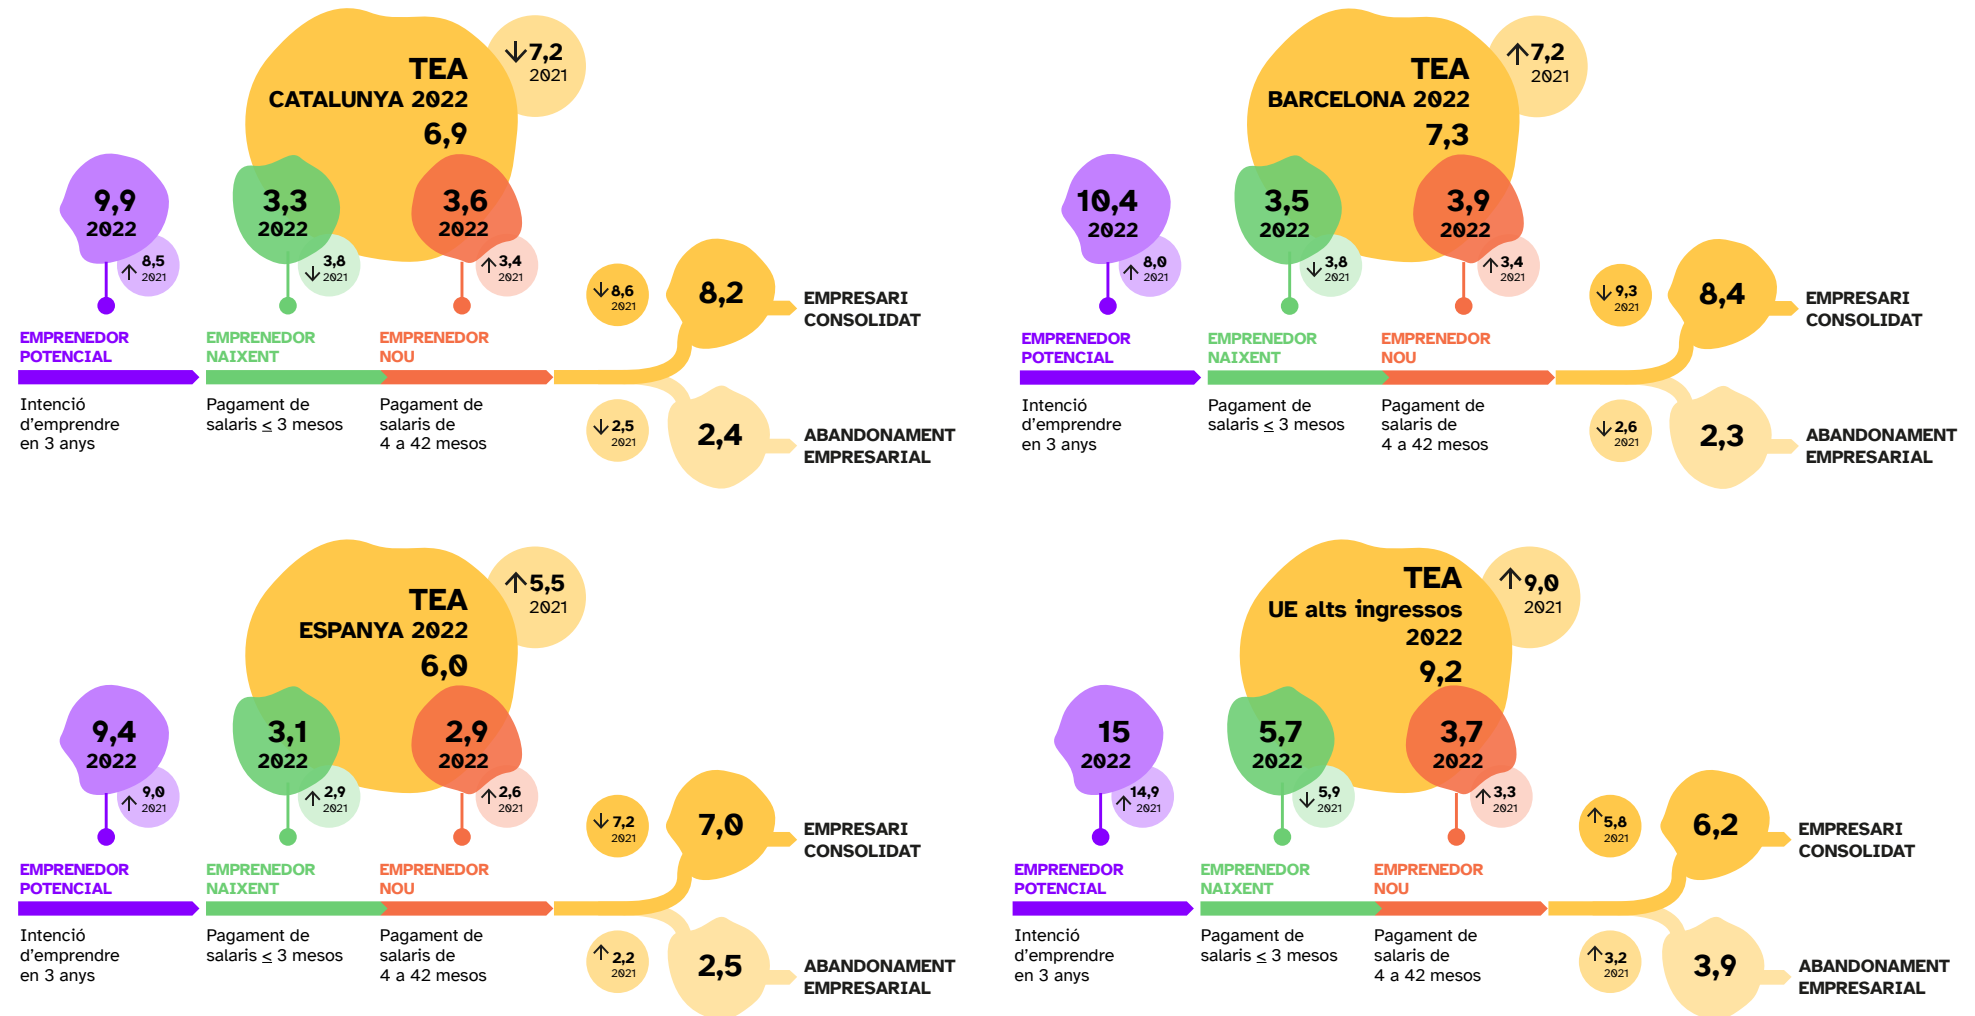 TEA
CATALUNYA 2022
6,9
↓7,2
2021
9,9
2022
↑ 8,5
2021
3,3
2022
↓ 3,8
2021
3,6
2022
↑ 3,4
2021
EMPRENEDOR
POTENCIAL
EMPRENEDOR
NAIXENT
EMPRENEDOR
NOU
Intenció
d’emprendre
en 3 anys
Pagament de
salaris ≤ 3 mesos
Pagament de
salaris de
4 a 42 mesos
↓ 8,6
2021
8,2
EMPRESARI
CONSOLIDAT
↓ 2,5
2021
2,4
ABANDONAMENT
EMPRESARIAL
TEA
BARCELONA 2022
7,3
↑7,2
2021
10,4
2022
↑ 8,0
2021
3,5
2022
↓ 3,8
2021
3,9
2022
↑ 3,4
2021
EMPRENEDOR
POTENCIAL
EMPRENEDOR
NAIXENT
EMPRENEDOR
NOU
Intenció
d’emprendre
en 3 anys
Pagament de
salaris ≤ 3 mesos
Pagament de
salaris de
4 a 42 mesos
↓ 9,3
2021
8,4
EMPRESARI
CONSOLIDAT
↓ 2,6
2021
2,3
ABANDONAMENT
EMPRESARIAL
TEA
ESPANYA 2022
6,0
↑5,5
2021
9,4
2022
↑ 9,0
2021
3,1
2022
↑ 2,9
2021
2,9
2022
↑ 2,6
2021
EMPRENEDOR
POTENCIAL
EMPRENEDOR
NAIXENT
EMPRENEDOR
NOU
Intenció
d’emprendre
en 3 anys
Pagament de
salaris ≤ 3 mesos
Pagament de
salaris de
4 a 42 mesos
↓ 7,2
2021
7,0
EMPRESARI
CONSOLIDAT
↑ 2,2
2021
2,5
ABANDONAMENT
EMPRESARIAL
TEA
UE alts ingressos
2022
9,2
↑9,0
2021
15
2022
↑ 14,9
2021
5,7
2022
↓ 5,9
2021
3,7
2022
↑ 3,3
2021
EMPRENEDOR
POTENCIAL
EMPRENEDOR
NAIXENT
EMPRENEDOR
NOU
Intenció
d’emprendre
en 3 anys
Pagament de
salaris ≤ 3 mesos
Pagament de
salaris de
4 a 42 mesos
↑ 5,8
2021
6,2
EMPRESARI
CONSOLIDAT
↑ 3,2
2021
3,9
ABANDONAMENT
EMPRESARIAL